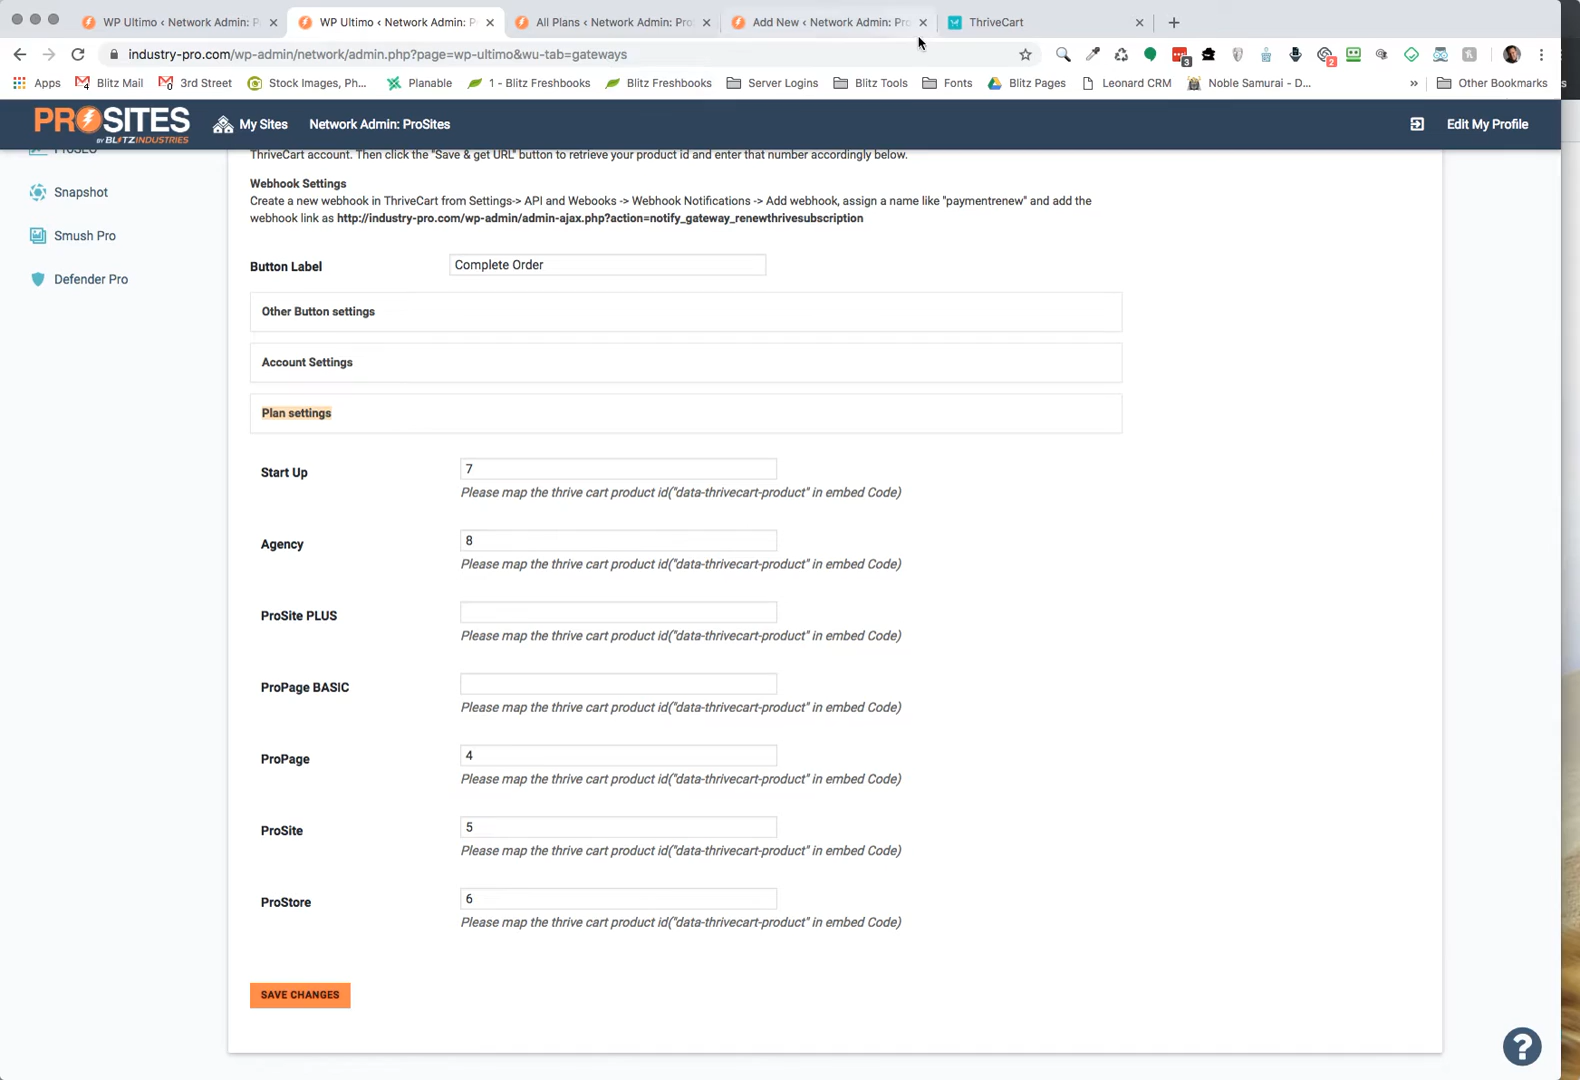 WP Ultimo ‹ Network Admin: P
WP Ultimo ‹ Network Admin: P
All Plans ‹ Network Admin: Pro
Add New ‹ Network Admin: Pro
ThriveCart
industry-pro.com/wp-admin/network/admin.php?page=wp-ultimo&wu-tab=gateways
3
2
Apps
4
Blitz Mail
0
3rd Street
Stock Images, Ph...
Planable
1 - Blitz Freshbooks
Blitz Freshbooks
Server Logins
Blitz Tools
Fonts
Blitz Pages
Leonard CRM
Noble Samurai - D...
»
Other Bookmarks
PROSITES
BY BLITZINDUSTRIES
My Sites
Network Admin: ProSites
Edit My Profile
ProSEO
Snapshot
Smush Pro
Defender Pro
ThriveCart account. Then click the "Save & get URL" button to retrieve your product id and enter that number accordingly below.
Webhook Settings
Create a new webhook in ThriveCart from Settings-> API and Webooks -> Webhook Notifications -> Add webhook, assign a name like "paymentrenew" and add the
webhook link as http://industry-pro.com/wp-admin/admin-ajax.php?action=notify_gateway_renewthrivesubscription
Button Label
Complete Order
Other Button settings
Account Settings
Plan settings
Start Up
7
Please map the thrive cart product id("data-thrivecart-product" in embed Code)
Agency
8
Please map the thrive cart product id("data-thrivecart-product" in embed Code)
ProSite PLUS
Please map the thrive cart product id("data-thrivecart-product" in embed Code)
ProPage BASIC
Please map the thrive cart product id("data-thrivecart-product" in embed Code)
ProPage
4
Please map the thrive cart product id("data-thrivecart-product" in embed Code)
ProSite
5
Please map the thrive cart product id("data-thrivecart-product" in embed Code)
ProStore
6
Please map the thrive cart product id("data-thrivecart-product" in embed Code)
SAVE CHANGES
?